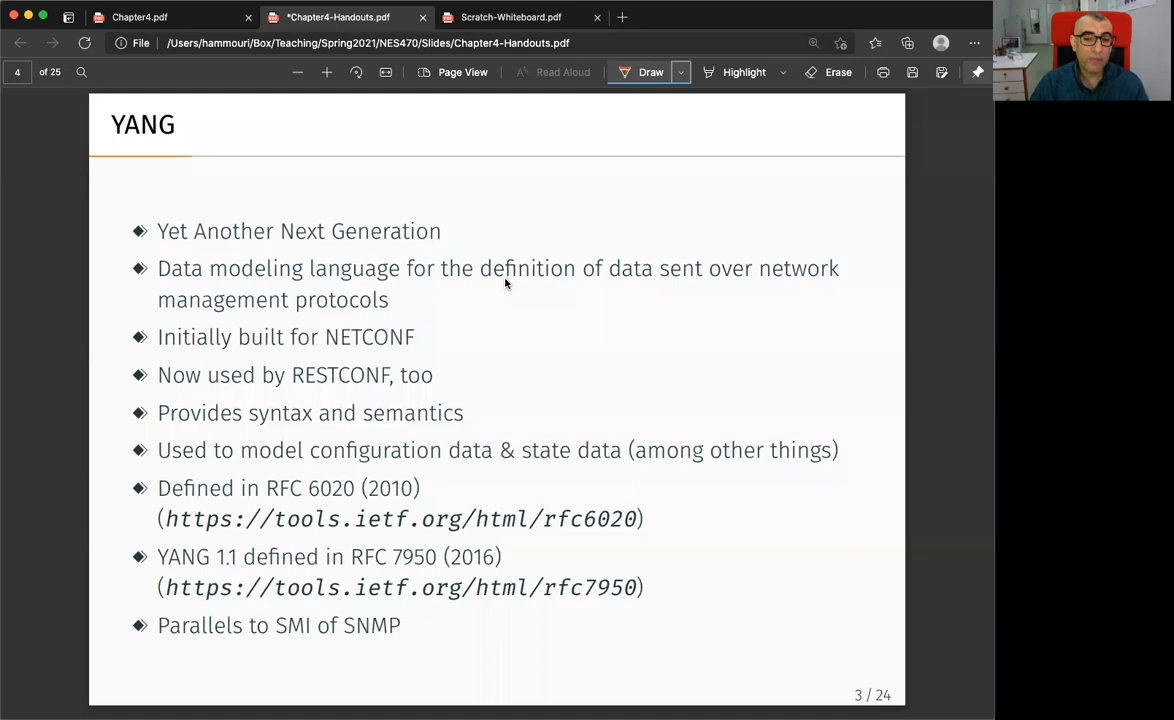 Chapter4.pdf
*Chapter4-Handouts.pdf
Scratch-Whiteboard.pdf
File /Users/hammouri/Box/Teaching/Spring2021/NES470/Slides/Chapter4-Handouts.pdf
4 of 25 Page View Read Aloud Draw Highlight Erase
YANG
Yet Another Next Generation
Data modeling language for the definition of data sent over network
management protocols
Initially built for NETCONF
Now used by RESTCONF, too
Provides syntax and semantics
Used to model configuration data & state data (among other things)
Defined in RFC 6020 (2010)
(https://tools.ietf.org/html/rfc6020)
YANG 1.1 defined in RFC 7950 (2016)
(https://tools.ietf.org/html/rfc7950)
Parallels to SMI of SNMP
3 / 24